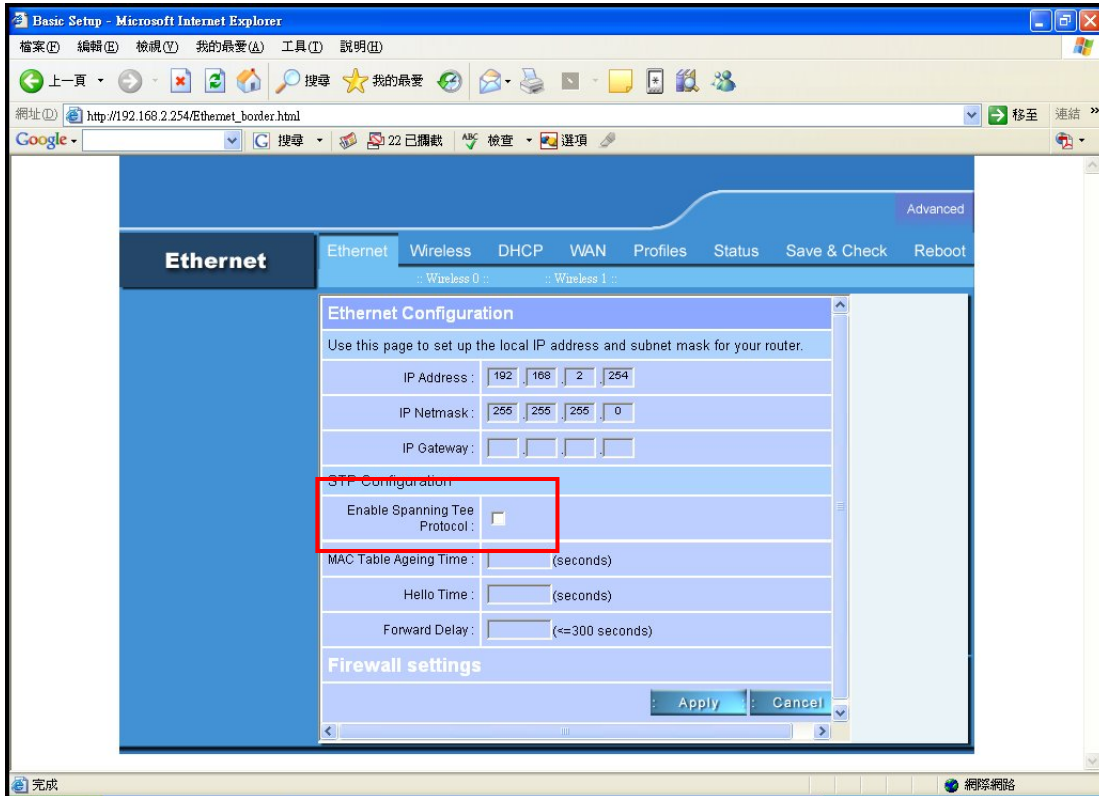 Basic Setup - Microsoft Internet Explorer
檔案(F) 編輯(E) 檢視(V) 我的最愛(A) 工具(T) 說明(H)
上一頁 搜尋 我的最愛
網址(D) http://192.168.2.254/Ethernet_border.html 移至 連結 »
Google 搜尋 22 已攔截 ABC 檢查 選項
Advanced
Ethernet
Ethernet Wireless DHCP WAN Profiles Status Save & Check Reboot
:: Wireless 0 :: :: Wireless 1 ::
Ethernet Configuration
Use this page to set up the local IP address and subnet mask for your router.
IP Address : 192 . 168 . 2 . 254
IP Netmask : 255 . 255 . 255 . 0
IP Gateway : . . .
STP Configuration
Enable Spanning Tee
Protocol :
MAC Table Ageing Time : (seconds)
Hello Time : (seconds)
Forward Delay : (<=300 seconds)
Firewall settings
: Apply : Cancel
完成 網際網路